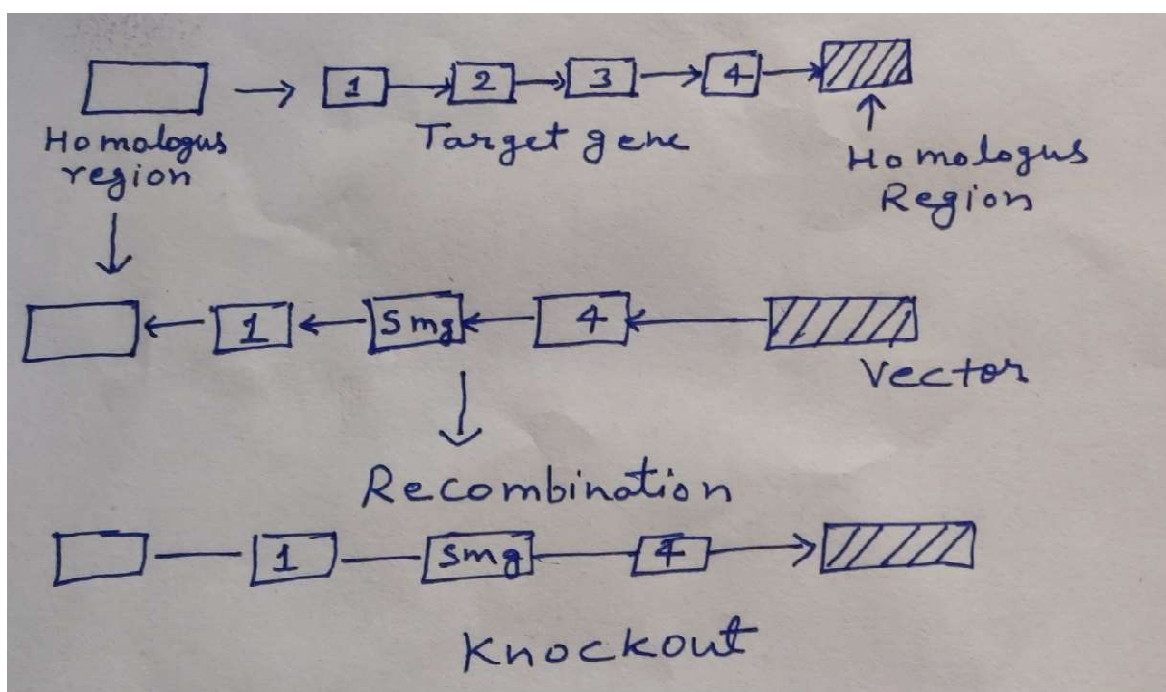 1 2 3 4
Homologus
region
Target gene
Homologus
Region
1 Smg 4
Vector
Recombination
1 Smg 4
Knockout